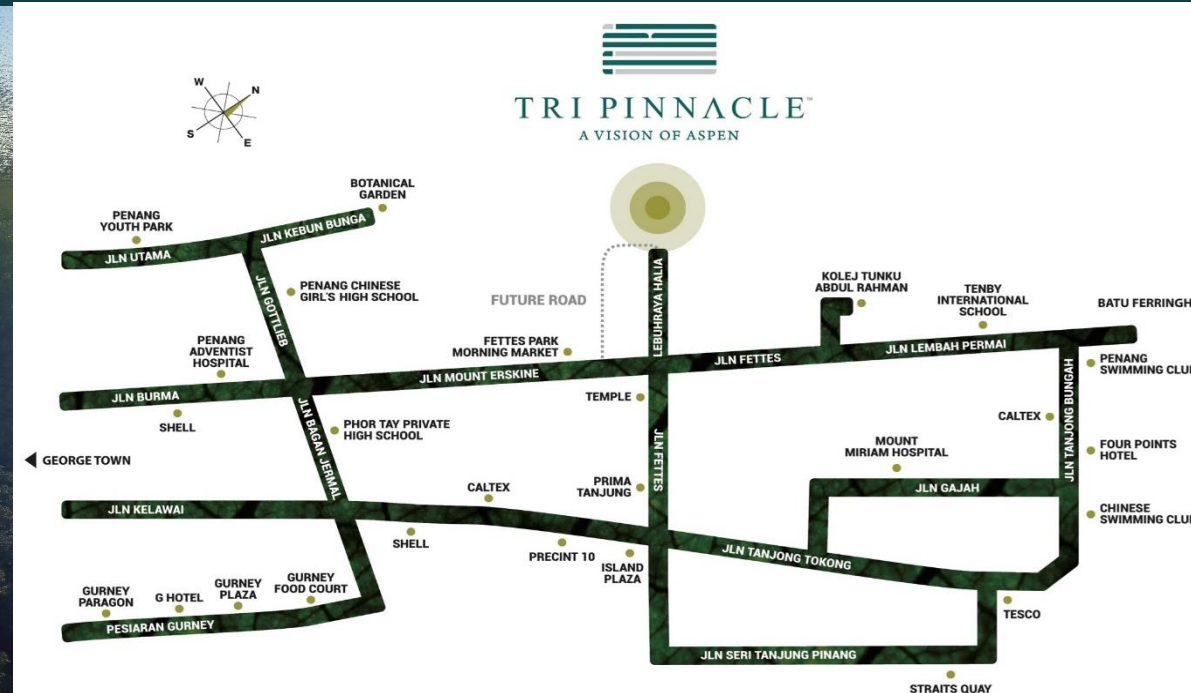 TRI PINNACLE™
A VISION OF ASPEN
W
N
S
E
BOTANICAL
GARDEN
PENANG
YOUTH PARK
JLN KEBUN BUNGA
JLN UTAMA
JLN GOTTLIEB
PENANG CHINESE
GIRL'S HIGH SCHOOL
FUTURE ROAD
LEBUHRAYA HALIA
KOLEJ TUNKU
ABDUL RAHMAN
TENBY
INTERNATIONAL
SCHOOL
BATU FERRINGH
PENANG
ADVENTIST
HOSPITAL
FETTES PARK
MORNING MARKET
JLN BURMA
JLN MOUNT ERSKINE
JLN FETTES
JLN LEMBAH PERMAI
PENANG
SWIMMING CLUB
SHELL
JLN BAGAN JERMAL
PHOR TAY PRIVATE
HIGH SCHOOL
TEMPLE
JLN FETTES
CALTEX
JLN TANJONG BUNGAH
GEORGE TOWN
MOUNT
MIRIAM HOSPITAL
FOUR POINTS
HOTEL
CALTEX
PRIMA
TANJUNG
JLN GAJAH
JLN KELAWAI
CHINESE
SWIMMING CLUB
SHELL
PRECINT 10
ISLAND
PLAZA
JLN TANJONG TOKONG
GURNEY
PARAGON
G HOTEL
GURNEY
PLAZA
GURNEY
FOOD COURT
TESCO
PESIARAN GURNEY
JLN SERI TANJUNG PINANG
STRAITS QUAY